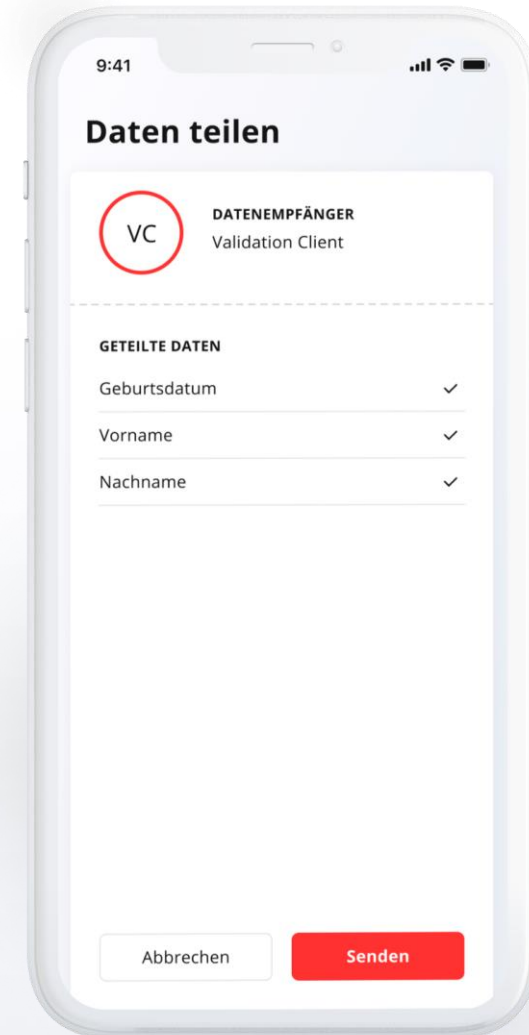 9:41
Daten teilen
VC
DATENEMPFÄNGER
Validation Client
GETEILTE DATEN
Geburtsdatum
Vorname
Nachname
Abbrechen
Senden